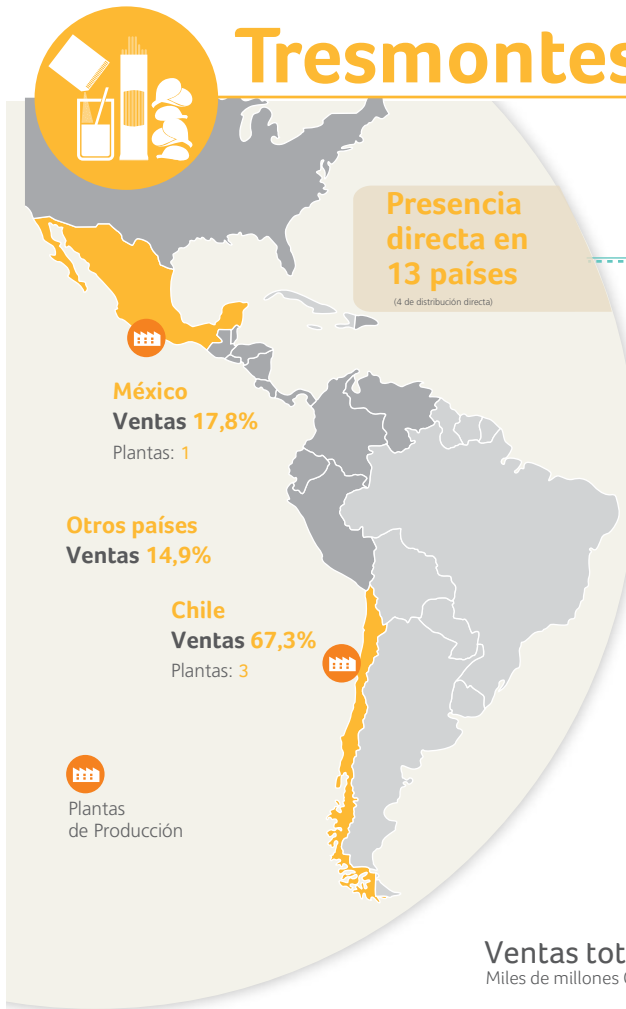 Tresmontes
Presencia
directa en
13 países
(4 de distribución directa)
México
Ventas 17,8%
Plantas: 1
Otros países
Ventas 14,9%
Chile
Ventas 67,3%
Plantas: 3
Plantas
de Producción
Ventas tot
Miles de millones